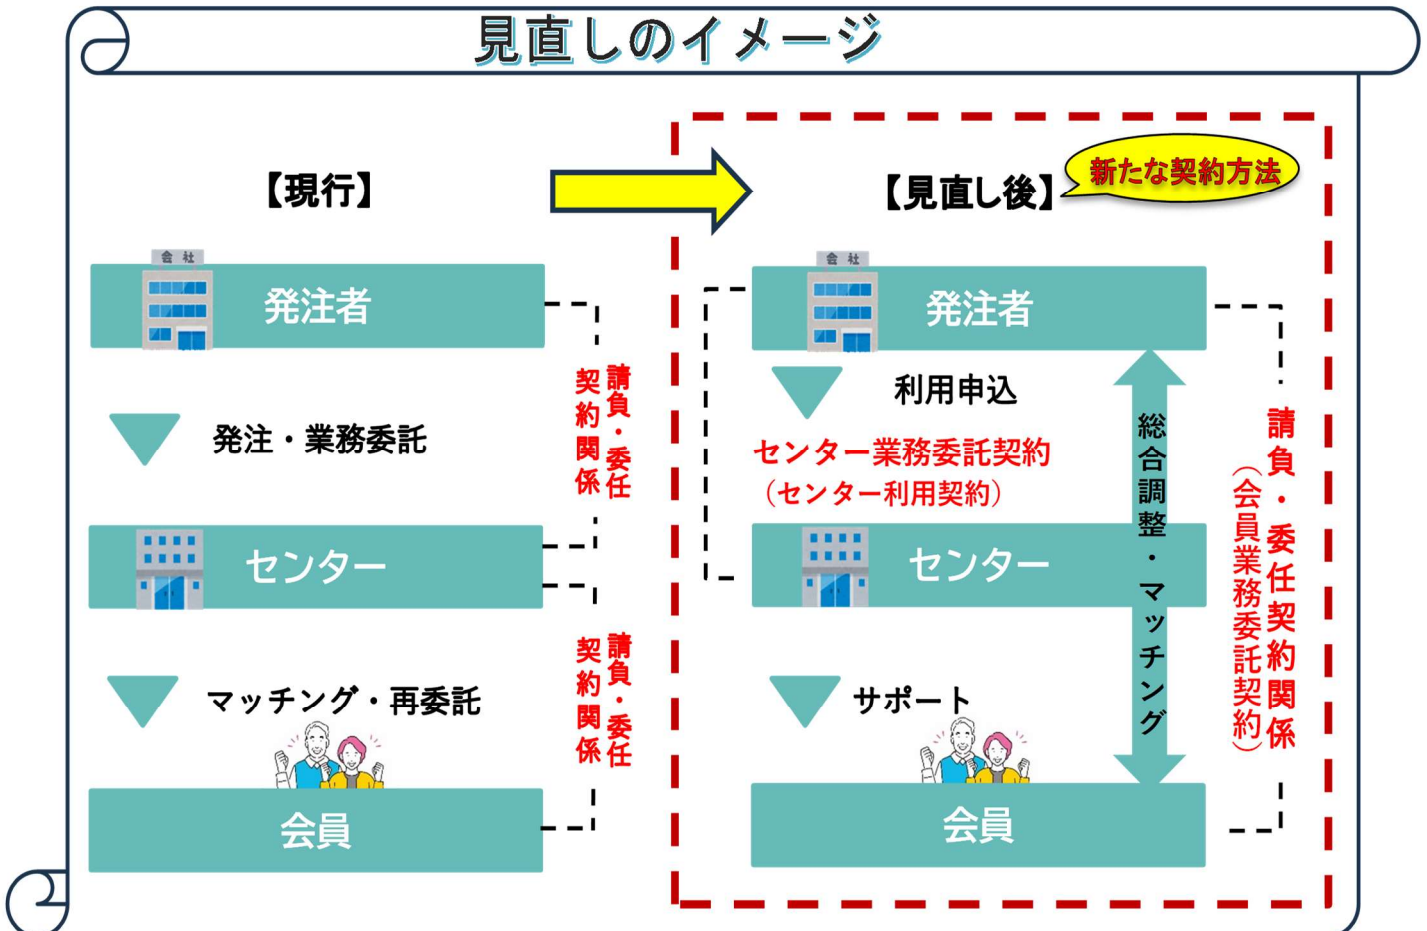 見直しのイメージ
【現行】
会社
発注者
発注・業務委託
請負・委任
契約関係
センター
マッチング・再委託
請負・委任
契約関係
会員
【見直し後】
新たな契約方法
会社
発注者
利用申込
センター業務委託契約
（センター利用契約）
センター
サポート
会員
総合調整・マッチング
請負・委任契約関係
（会員業務委託契約）